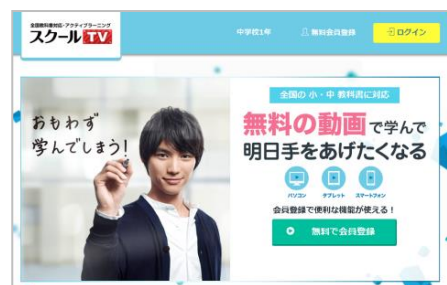 全国教科書対応・アクティブラーニング
スクールTV
中学校1年
無料会員登録
ログイン
おもわず
学んでしまう!
全国の 小・中 教科書に対応
無料の動画で学んで
明日手をあげたくなる
パソコン
タブレット
スマートフォン
会員登録で便利な機能が使える!
無料で会員登録